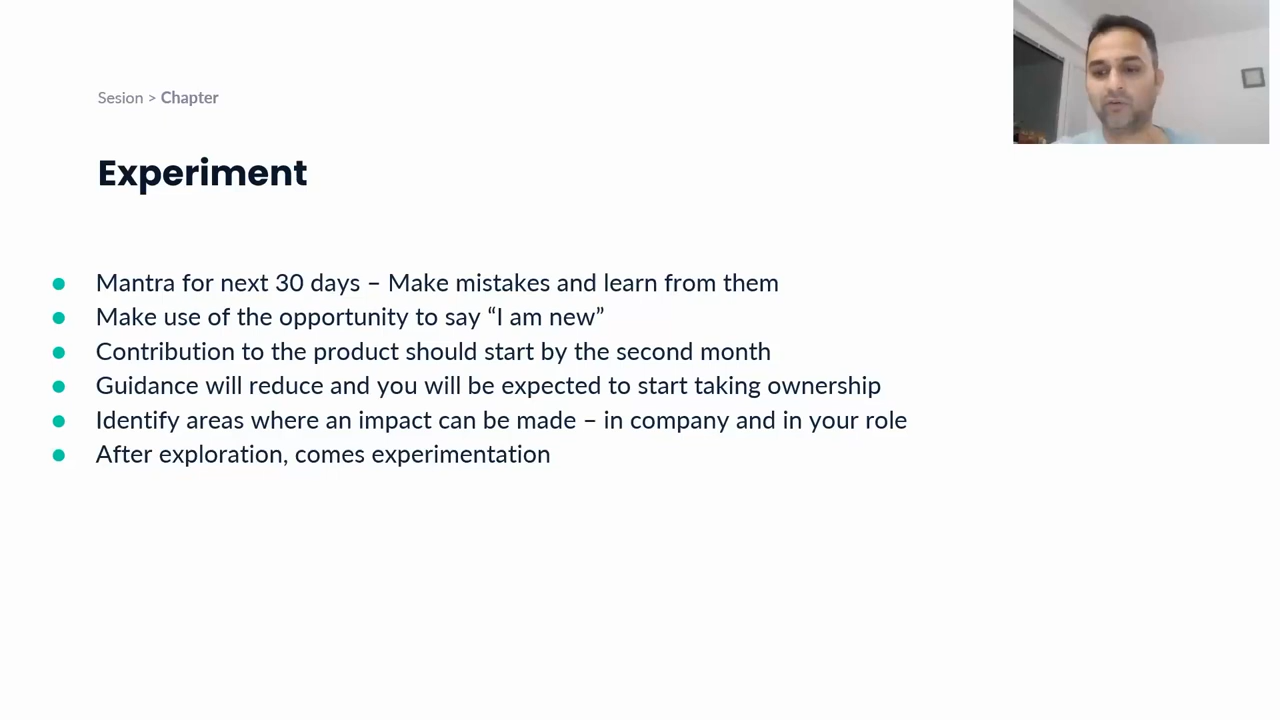 Sesion > Chapter
Experiment
Mantra for next 30 days – Make mistakes and learn from them
Make use of the opportunity to say “I am new”
Contribution to the product should start by the second month
Guidance will reduce and you will be expected to start taking ownership
Identify areas where an impact can be made – in company and in your role
After exploration, comes experimentation